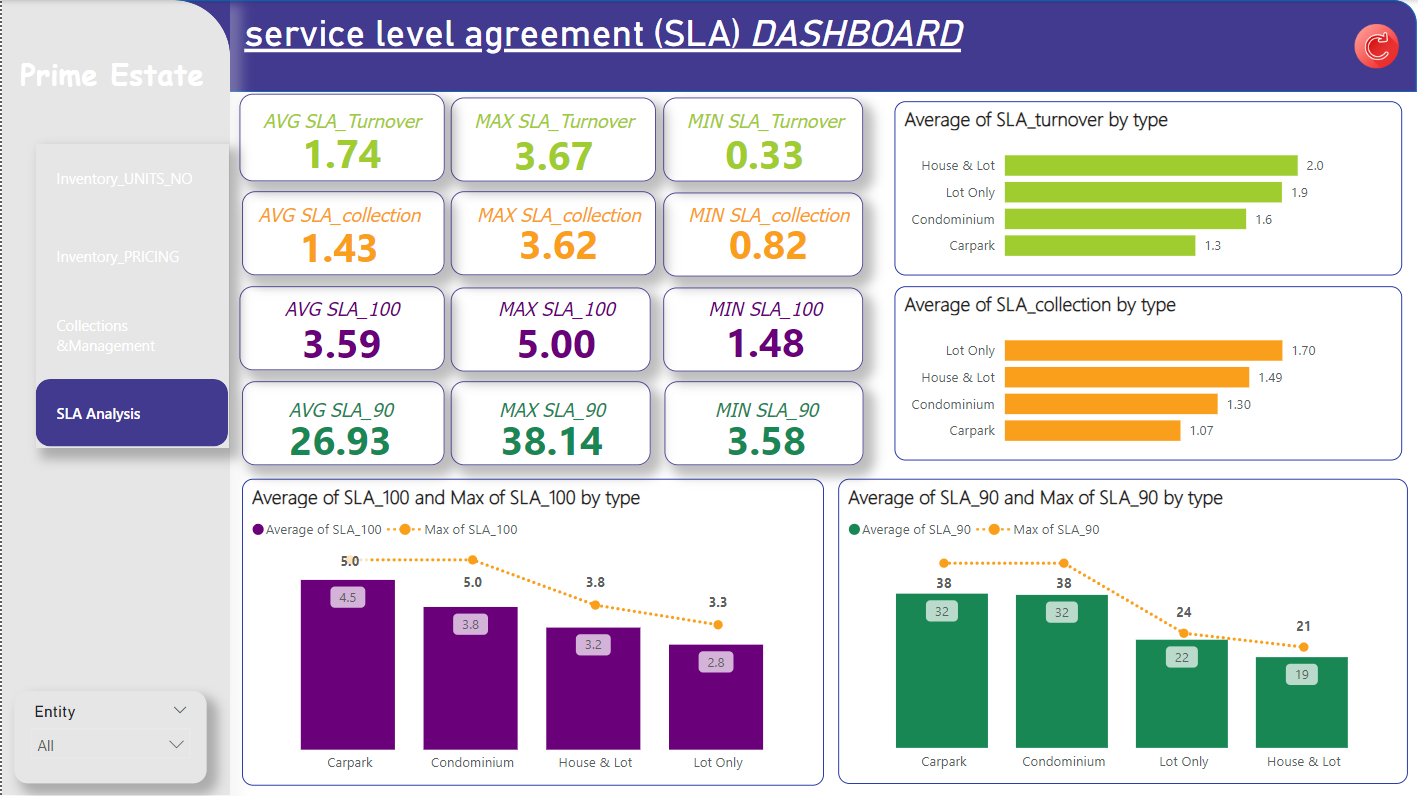 service level agreement (SLA) DASHBOARD
Prime Estate
Inventory_UNITS_NO
Inventory_PRICING
Collections
&Management
SLA Analysis
Entity
All
AVG SLA_Turnover
1.74
MAX SLA_Turnover
3.67
MIN SLA_Turnover
0.33
AVG SLA_collection
1.43
MAX SLA_collection
3.62
MIN SLA_collection
0.82
AVG SLA_100
3.59
MAX SLA_100
5.00
MIN SLA_100
1.48
AVG SLA_90
26.93
MAX SLA_90
38.14
MIN SLA_90
3.58
Average of SLA_turnover by type
House & Lot 2.0
Lot Only 1.9
Condominium 1.6
Carpark 1.3
Average of SLA_collection by type
Lot Only 1.70
House & Lot 1.49
Condominium 1.30
Carpark 1.07
Average of SLA_100 and Max of SLA_100 by type
Average of SLA_100 Max of SLA_100
5.0 5.0 3.8 3.3
4.5 3.8 3.2 2.8
Carpark Condominium House & Lot Lot Only
Average of SLA_90 and Max of SLA_90 by type
Average of SLA_90 Max of SLA_90
38 38 24 21
32 32 22 19
Carpark Condominium Lot Only House & Lot